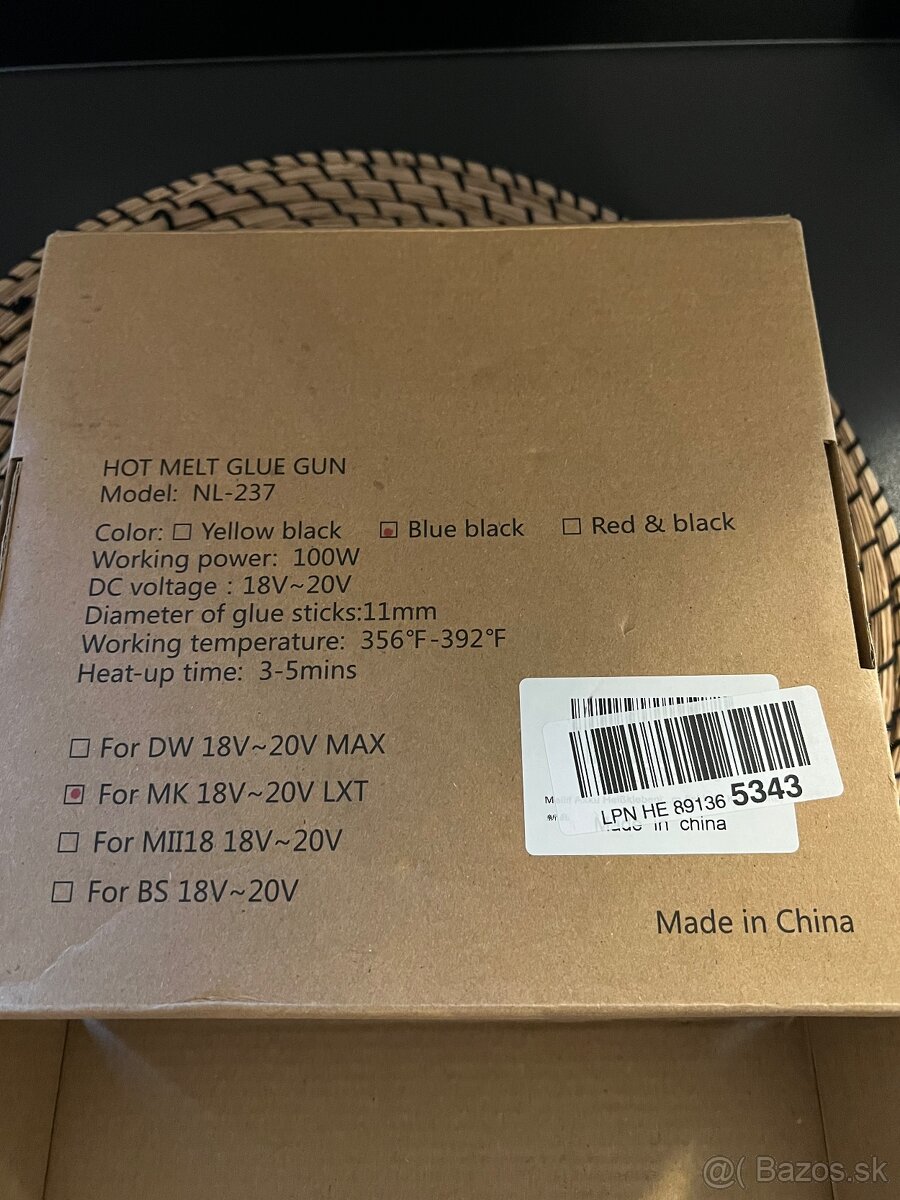 HOT MELT GLUE GUN
Model: NL-237
Color: ☐ Yellow black ☒ Blue black ☐ Red & black
Working power: 100W
DC voltage : 18V~20V
Diameter of glue sticks:11mm
Working temperature: 356°F-392°F
Heat-up time: 3-5mins
☐ For DW 18V~20V MAX
☒ For MK 18V~20V LXT
☐ For MII18 18V~20V
☐ For BS 18V~20V
LPN HE 89136 5343
Made in china
Made in China
@( Bazos.sk